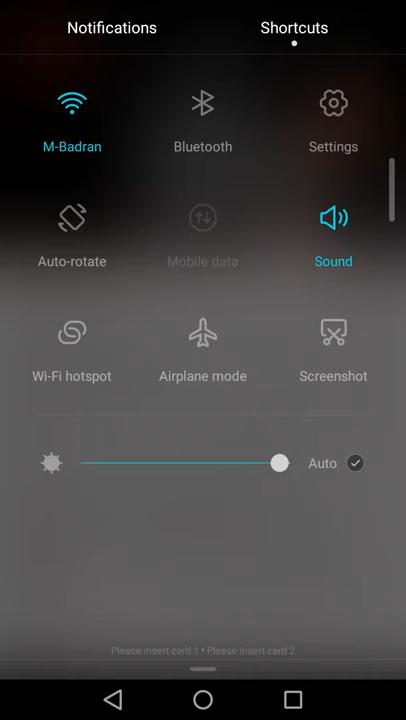 Notifications Shortcuts
M-Badran Bluetooth Settings
Auto-rotate Mobile data Sound
Wi-Fi hotspot Airplane mode Screenshot
Auto
Please insert card 1 • Please insert card 2